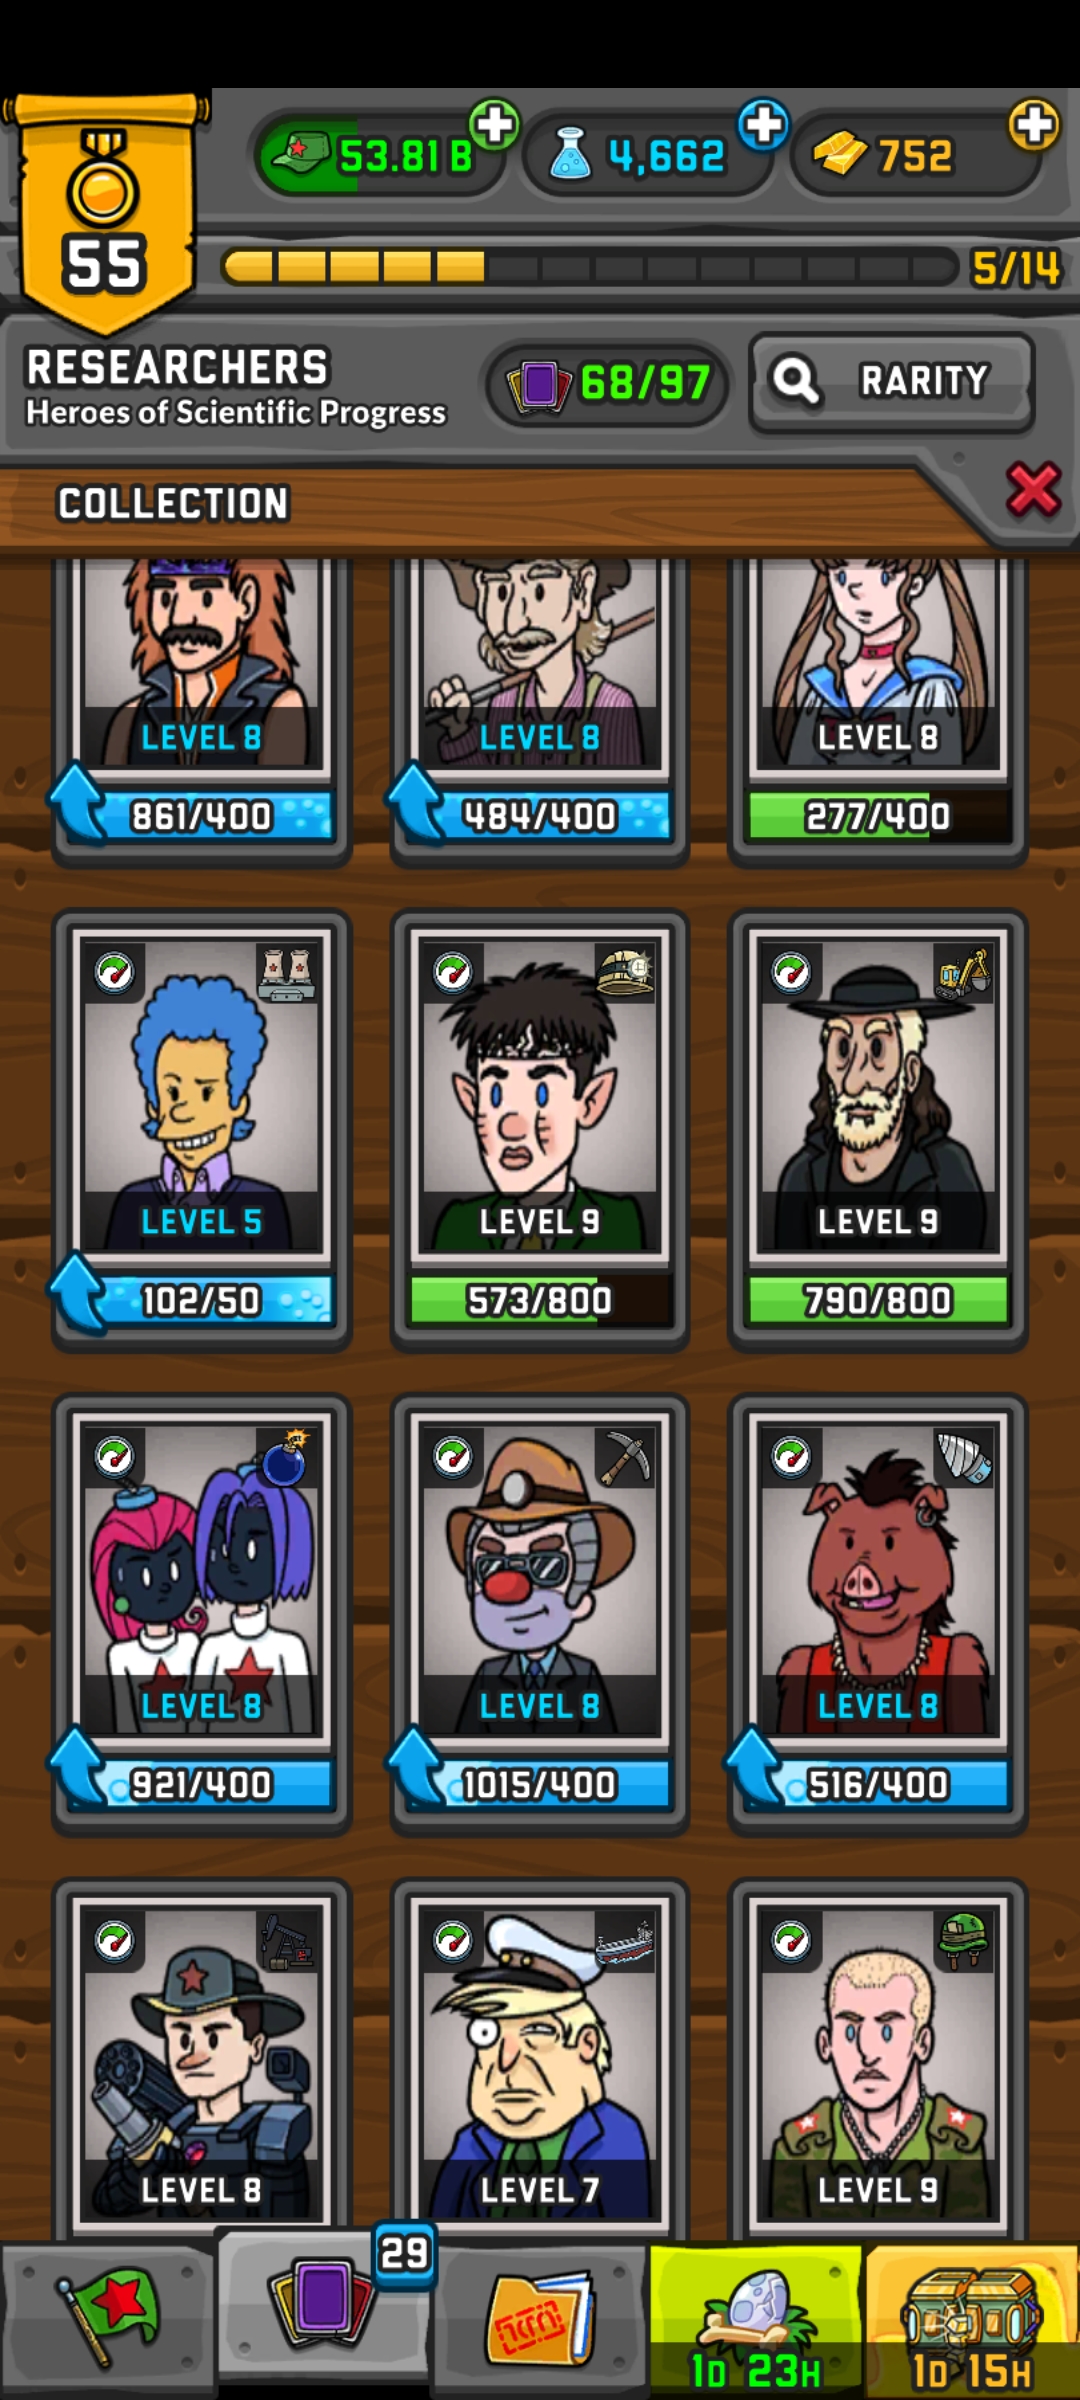 53.81 B
4,662
752
55
5/14
RESEARCHERS
Heroes of Scientific Progress
68/97
RARITY
COLLECTION
LEVEL 8
LEVEL 8
LEVEL 8
861/400
484/400
277/400
LEVEL 5
LEVEL 9
LEVEL 9
102/50
573/800
790/800
LEVEL 8
LEVEL 8
LEVEL 8
921/400
1015/400
516/400
LEVEL 8
LEVEL 7
LEVEL 9
29
1D 23H
1D 15H